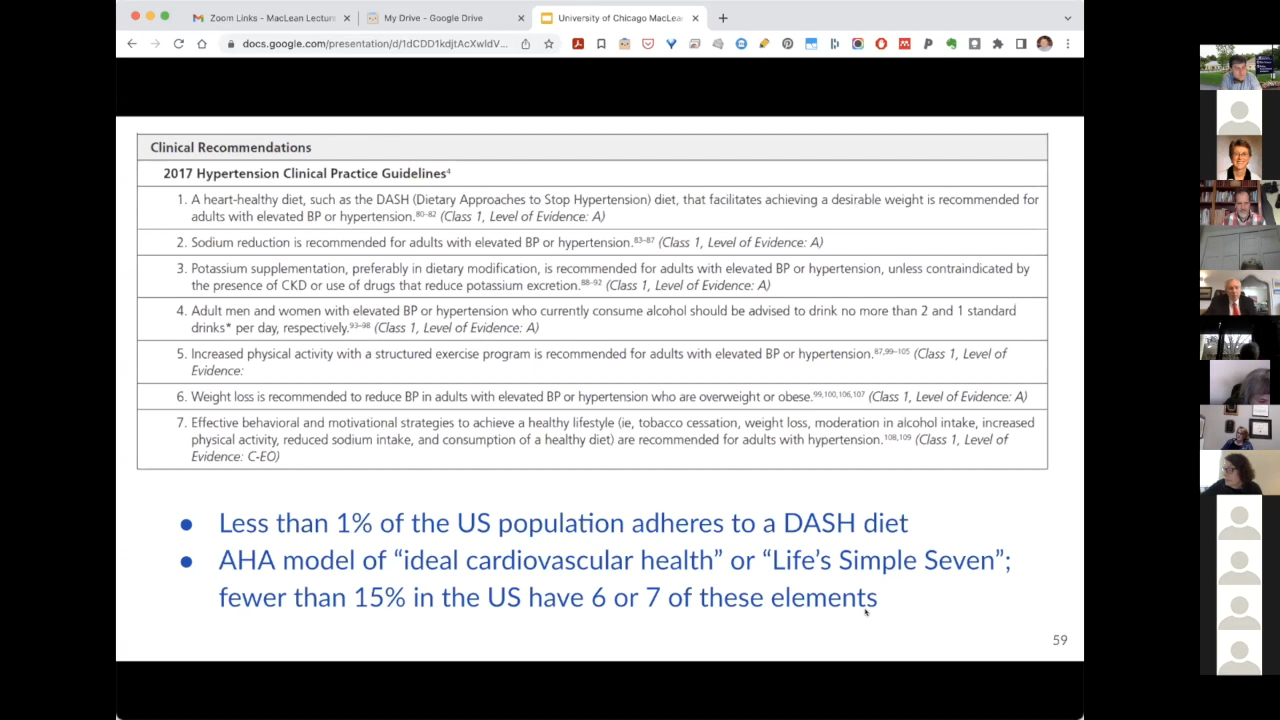 Zoom Links - MacLean Lecture
My Drive - Google Drive
University of Chicago MacLea
docs.google.com/presentation/d/1dCDD1kdjtAcXwldV...
Clinical Recommendations
2017 Hypertension Clinical Practice Guidelines4
1. A heart-healthy diet, such as the DASH (Dietary Approaches to Stop Hypertension) diet, that facilitates achieving a desirable weight is recommended for
adults with elevated BP or hypertension.80–82 (Class 1, Level of Evidence: A)
2. Sodium reduction is recommended for adults with elevated BP or hypertension.83–87 (Class 1, Level of Evidence: A)
3. Potassium supplementation, preferably in dietary modification, is recommended for adults with elevated BP or hypertension, unless contraindicated by
the presence of CKD or use of drugs that reduce potassium excretion.88–92 (Class 1, Level of Evidence: A)
4. Adult men and women with elevated BP or hypertension who currently consume alcohol should be advised to drink no more than 2 and 1 standard
drinks* per day, respectively.93–98 (Class 1, Level of Evidence: A)
5. Increased physical activity with a structured exercise program is recommended for adults with elevated BP or hypertension.87,99–105 (Class 1, Level of
Evidence:
6. Weight loss is recommended to reduce BP in adults with elevated BP or hypertension who are overweight or obese.99,100,106,107 (Class 1, Level of Evidence: A)
7. Effective behavioral and motivational strategies to achieve a healthy lifestyle (ie, tobacco cessation, weight loss, moderation in alcohol intake, increased
physical activity, reduced sodium intake, and consumption of a healthy diet) are recommended for adults with hypertension.108,109 (Class 1, Level of
Evidence: C-EO)
● Less than 1% of the US population adheres to a DASH diet
● AHA model of “ideal cardiovascular health” or “Life’s Simple Seven”;
fewer than 15% in the US have 6 or 7 of these elements
59